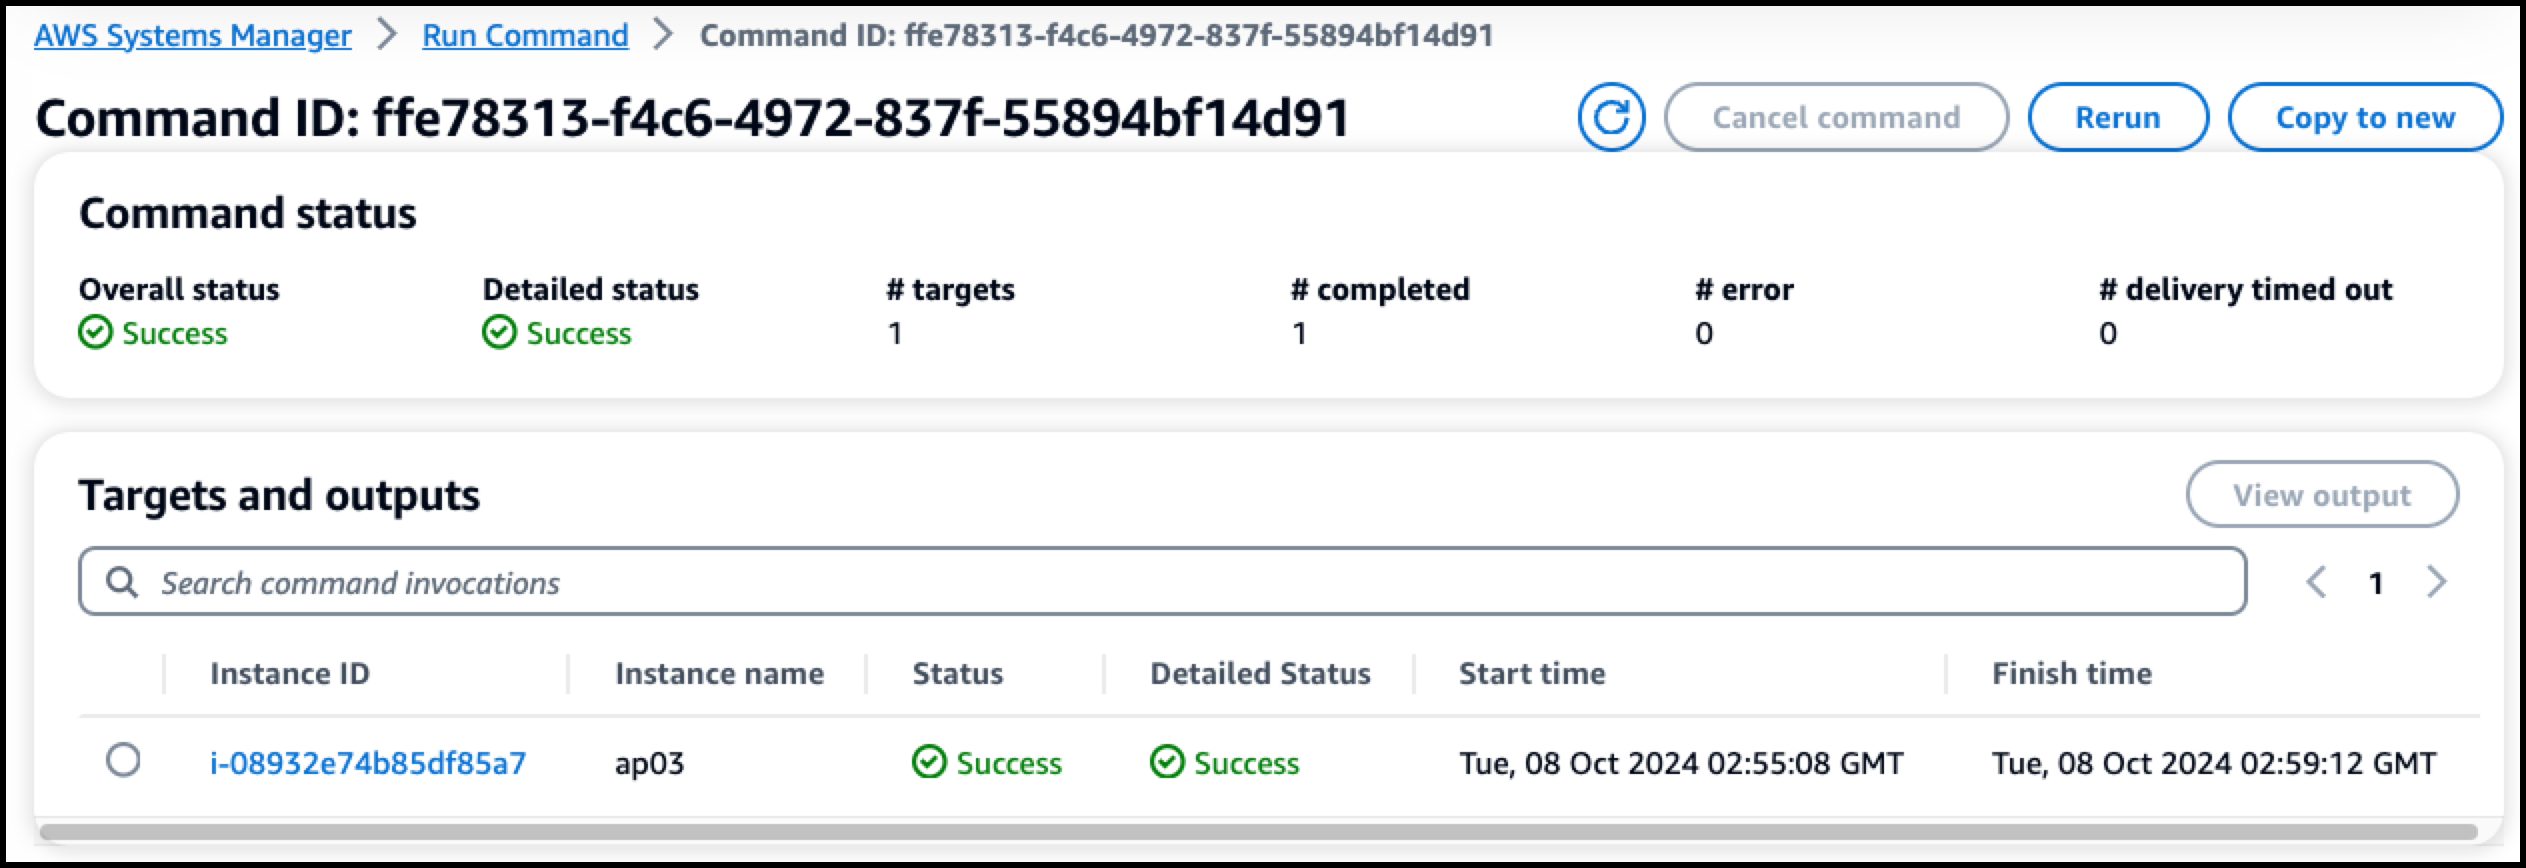 AWS Systems Manager > Run Command > Command ID: ffe78313-f4c6-4972-837f-55894bf14d91
Command ID: ffe78313-f4c6-4972-837f-55894bf14d91 Cancel command Rerun Copy to new
Command status
Overall status Detailed status # targets # completed # error # delivery timed out
Success Success 1 1 0 0
Targets and outputs View output
Search command invocations 1
Instance ID Instance name Status Detailed Status Start time Finish time
i-08932e74b85df85a7 ap03 Success Success Tue, 08 Oct 2024 02:55:08 GMT Tue, 08 Oct 2024 02:59:12 GMT